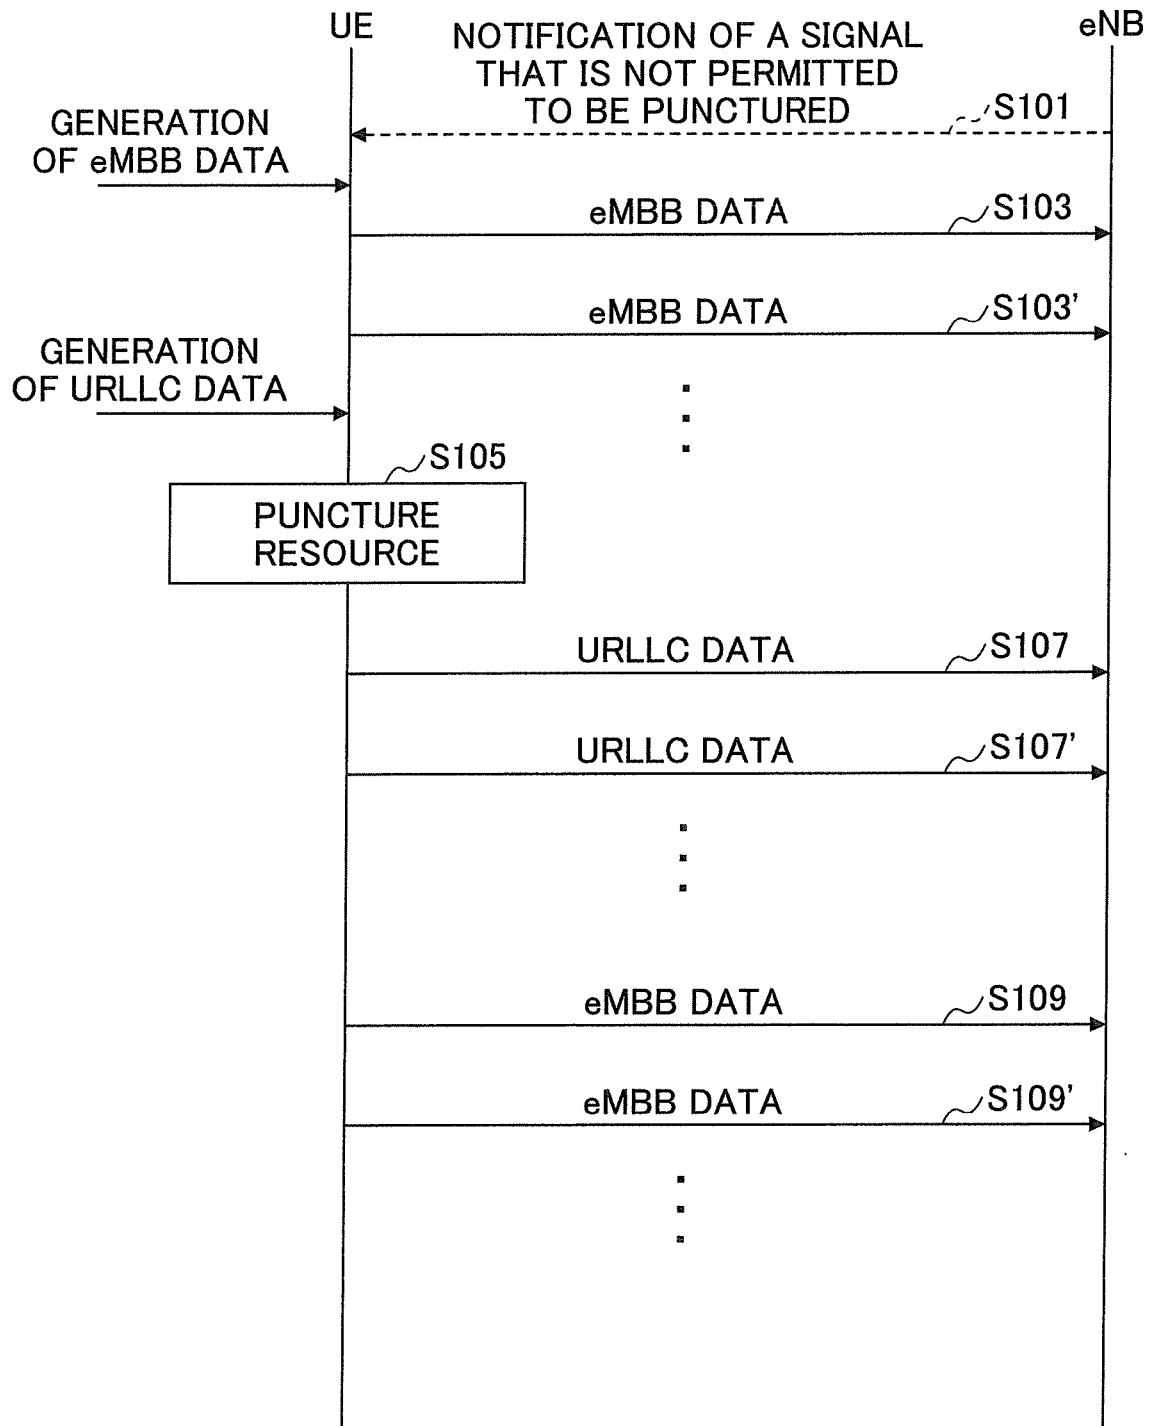 UE
eNB
NOTIFICATION OF A SIGNAL
THAT IS NOT PERMITTED
TO BE PUNCTURED
S101
GENERATION
OF eMBB DATA
eMBB DATA
S103
eMBB DATA
S103'
GENERATION
OF URLLC DATA
S105
PUNCTURE
RESOURCE
URLLC DATA
S107
URLLC DATA
S107'
eMBB DATA
S109
eMBB DATA
S109'